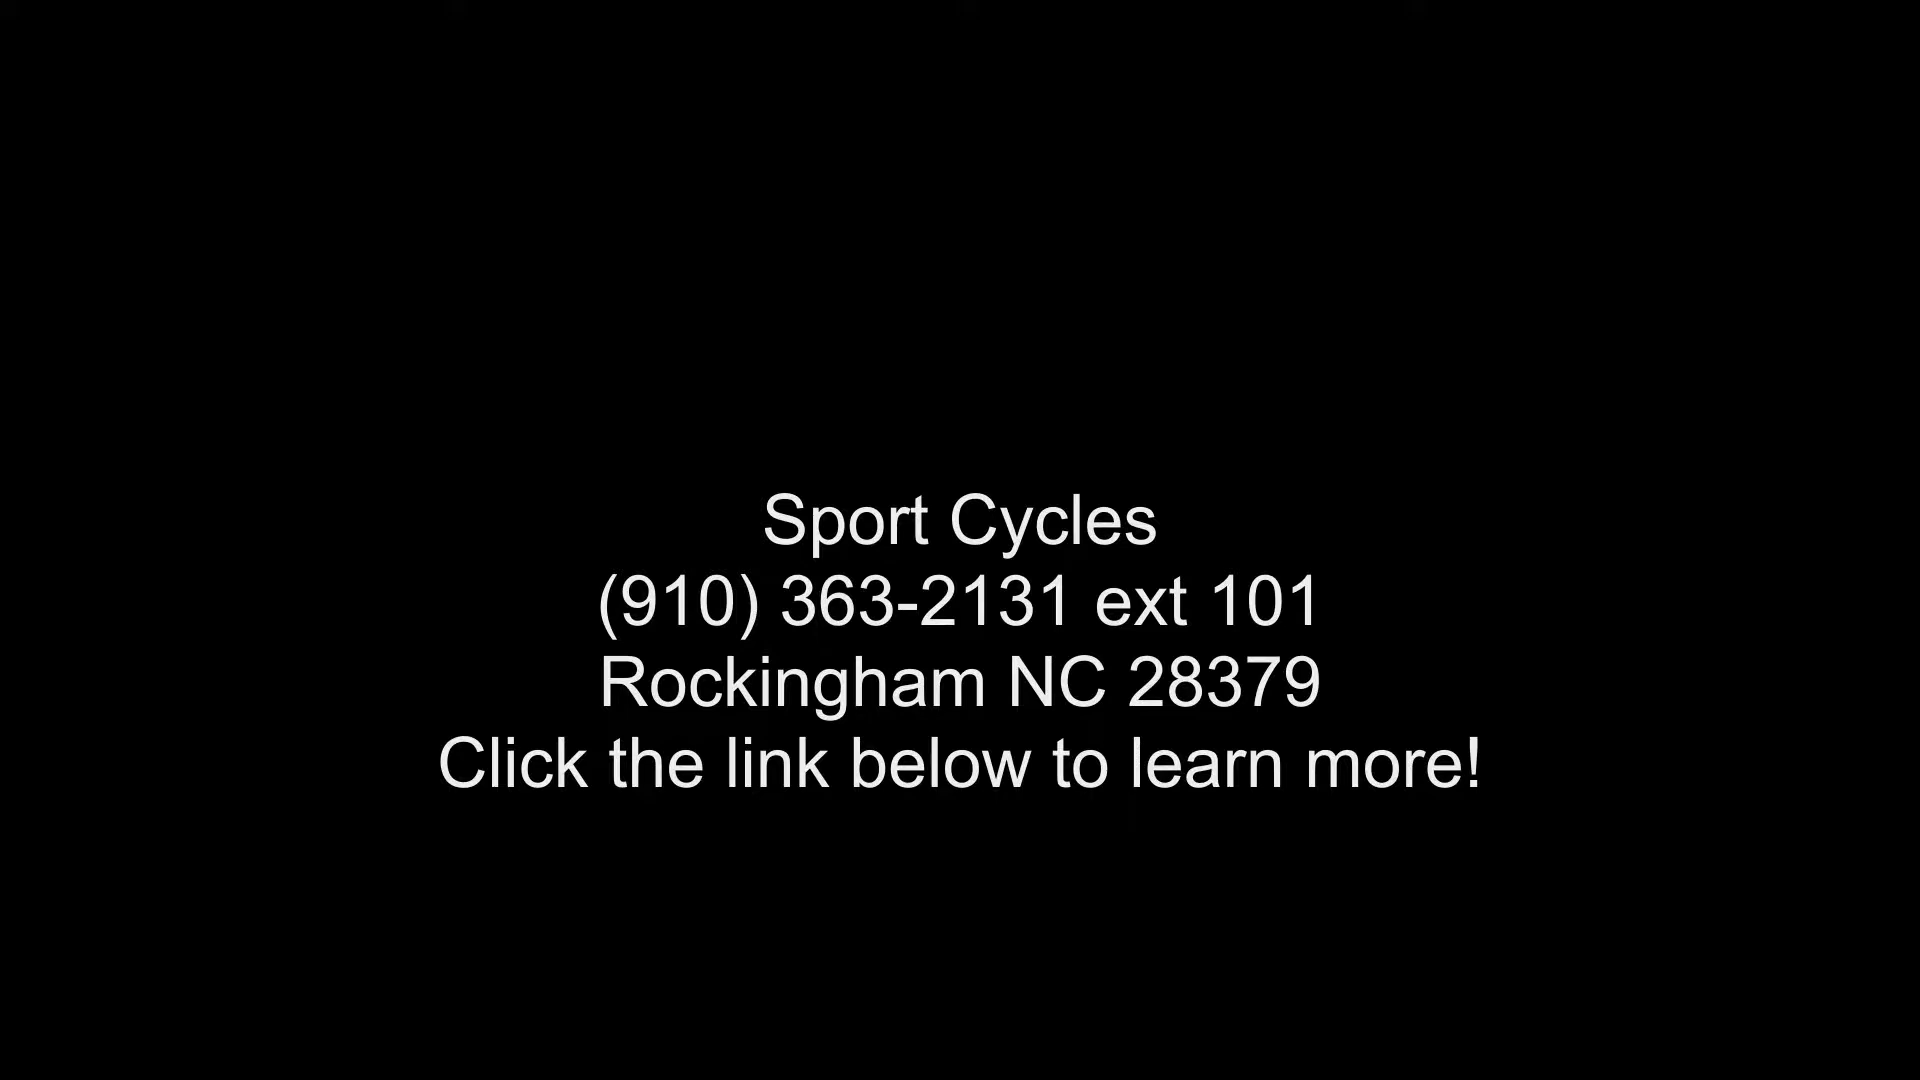 Sport Cycles
(910) 363-2131 ext 101
Rockingham NC 28379
Click the link below to learn more!